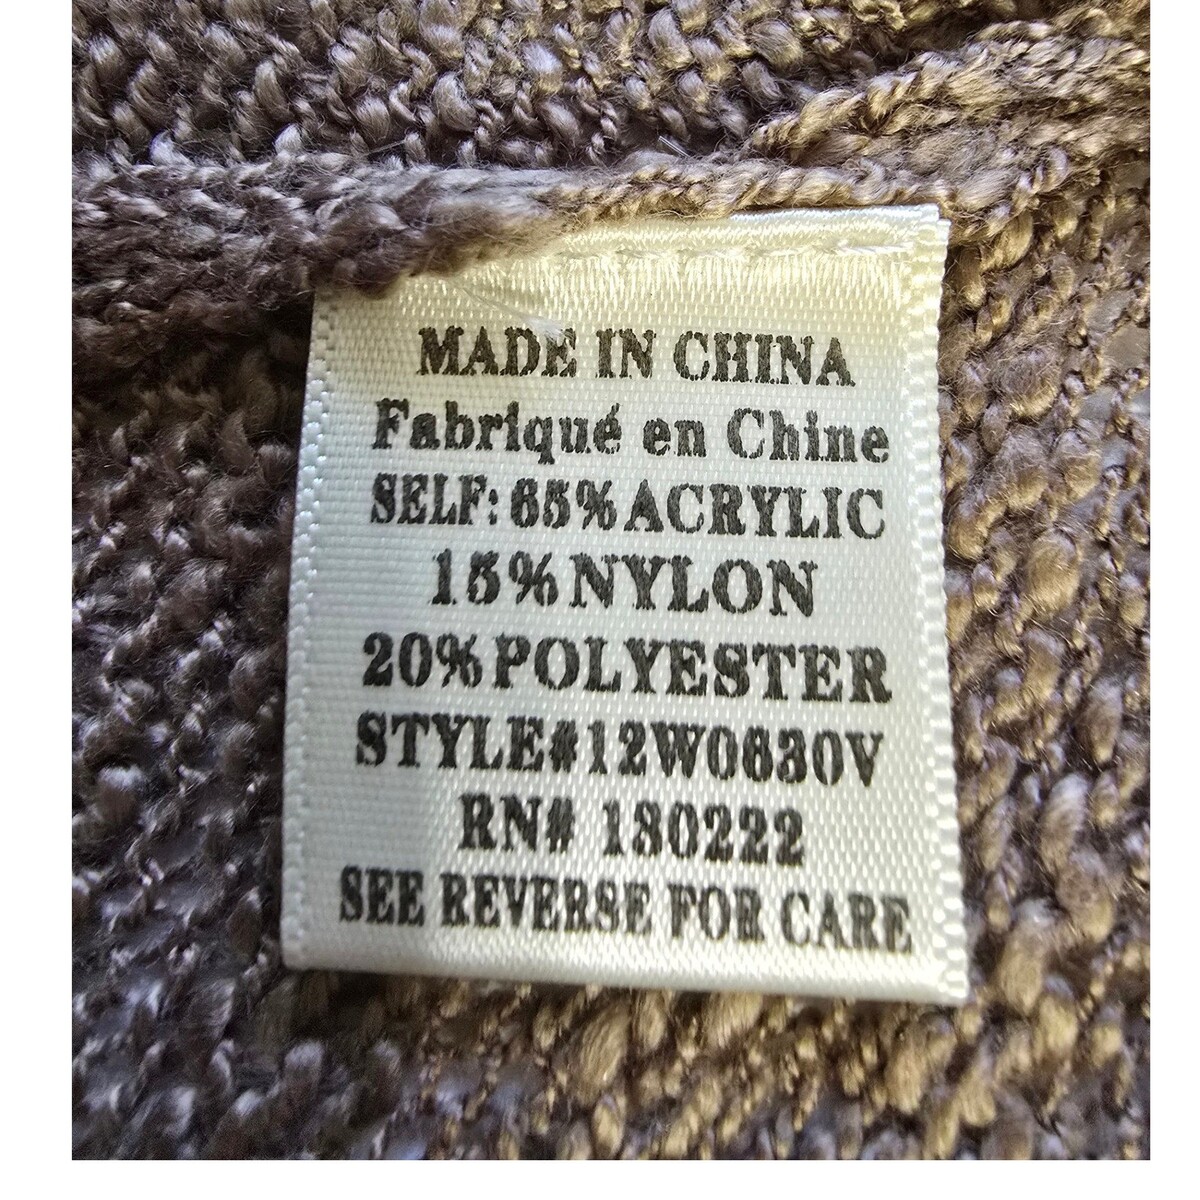 MADE IN CHINA
Fabriqué en Chine
SELF: 65% ACRYLIC
15% NYLON
20% POLYESTER
STYLE#12W0630V
RN# 130222
SEE REVERSE FOR CARE